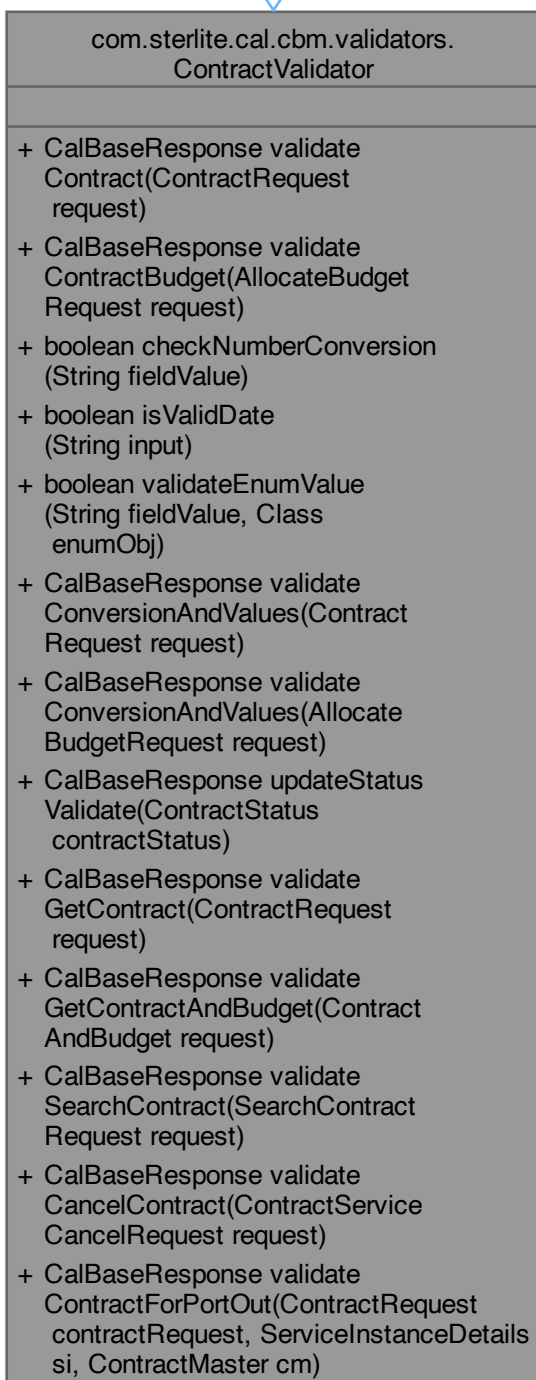 com.sterlite.cal.cbm.validators.
ContractValidator
+ CalBaseResponse validate
Contract(ContractRequest
request)
+ CalBaseResponse validate
ContractBudget(AllocateBudget
Request request)
+ boolean checkNumberConversion
(String fieldValue)
+ boolean isValidDate
(String input)
+ boolean validateEnumValue
(String fieldValue, Class
enumObj)
+ CalBaseResponse validate
ConversionAndValues(Contract
Request request)
+ CalBaseResponse validate
ConversionAndValues(Allocate
BudgetRequest request)
+ CalBaseResponse updateStatus
Validate(ContractStatus
contractStatus)
+ CalBaseResponse validate
GetContract(ContractRequest
request)
+ CalBaseResponse validate
GetContractAndBudget(Contract
AndBudget request)
+ CalBaseResponse validate
SearchContract(SearchContract
Request request)
+ CalBaseResponse validate
CancelContract(ContractService
CancelRequest request)
+ CalBaseResponse validate
ContractForPortOut(ContractRequest
contractRequest, ServiceInstanceDetails
si, ContractMaster cm)